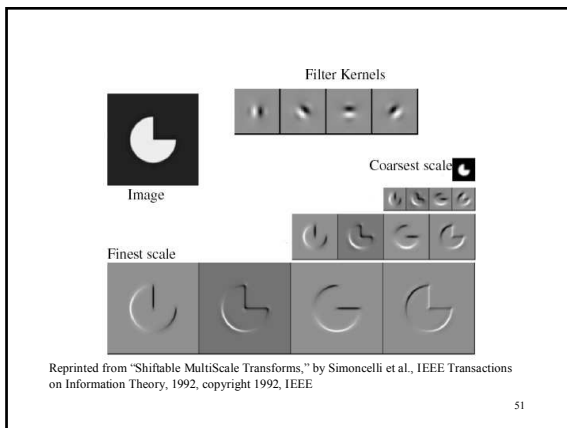 Filter Kernels
Coarsest scale
Image
Finest scale
Reprinted from “Shiftable MultiScale Transforms,” by Simoncelli et al., IEEE Transactions
on Information Theory, 1992, copyright 1992, IEEE
51